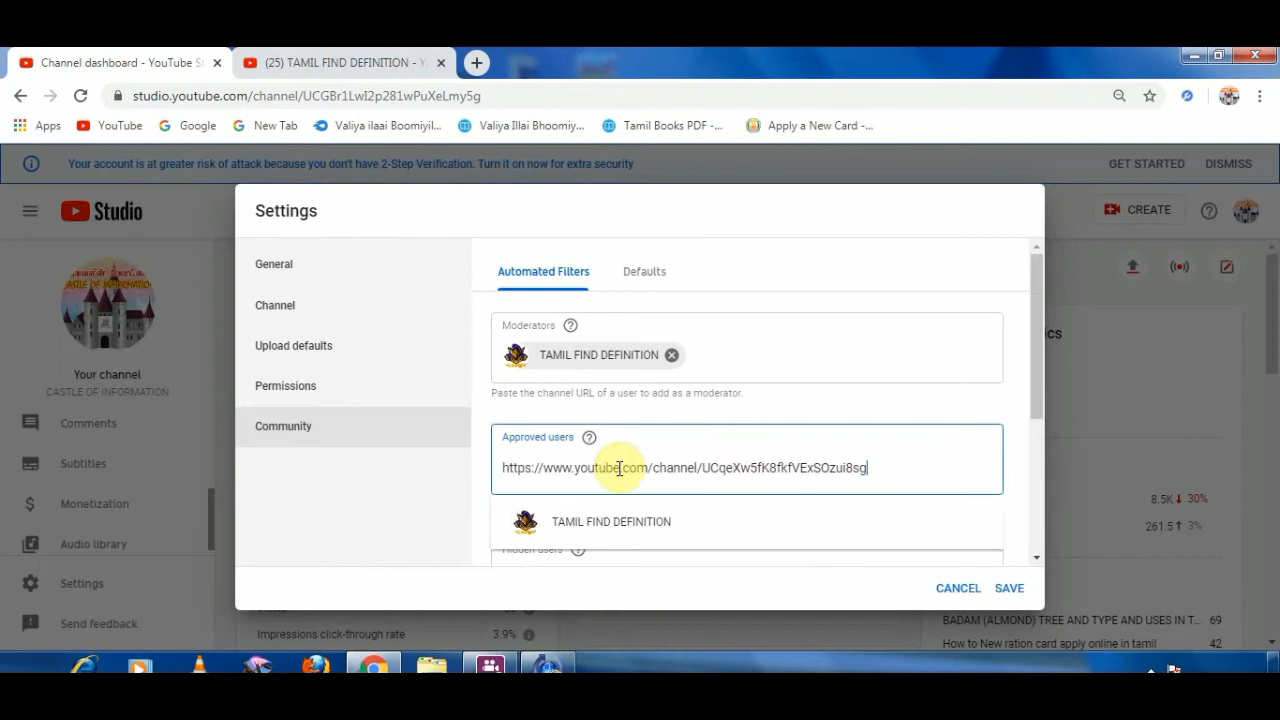 Channel dashboard - YouTube S
(25) TAMIL FIND DEFINITION - Y
studio.youtube.com/channel/UCGBr1LwI2p281wPuXeLmy5g
Apps YouTube Google New Tab Valiya ilaai Boomiyil... Valiya Illai Bhoomiy... Tamil Books PDF -... Apply a New Card -...
Your account is at greater risk of attack because you don't have 2-Step Verification. Turn it on now for extra security GET STARTED DISMISS
Studio
CREATE
Settings
General
Channel
Upload defaults
Permissions
Community
Automated Filters Defaults
Moderators
TAMIL FIND DEFINITION
Paste the channel URL of a user to add as a moderator.
Approved users
https://www.youtube.com/channel/UCqeXw5fK8fkfVExSOzui8sg
TAMIL FIND DEFINITION
Hidden users
CANCEL SAVE
CASTLE OF INFORMATIO
Your channel
CASTLE OF INFORMATION
Comments
Subtitles
Monetization
Audio library
Settings
Send feedback
Impressions click-through rate 3.9%
ics
8.5K 30%
261.5 3%
BADAM (ALMOND) TREE AND TYPE AND USES IN T... 69
How to New ration card apply online in tamil 42